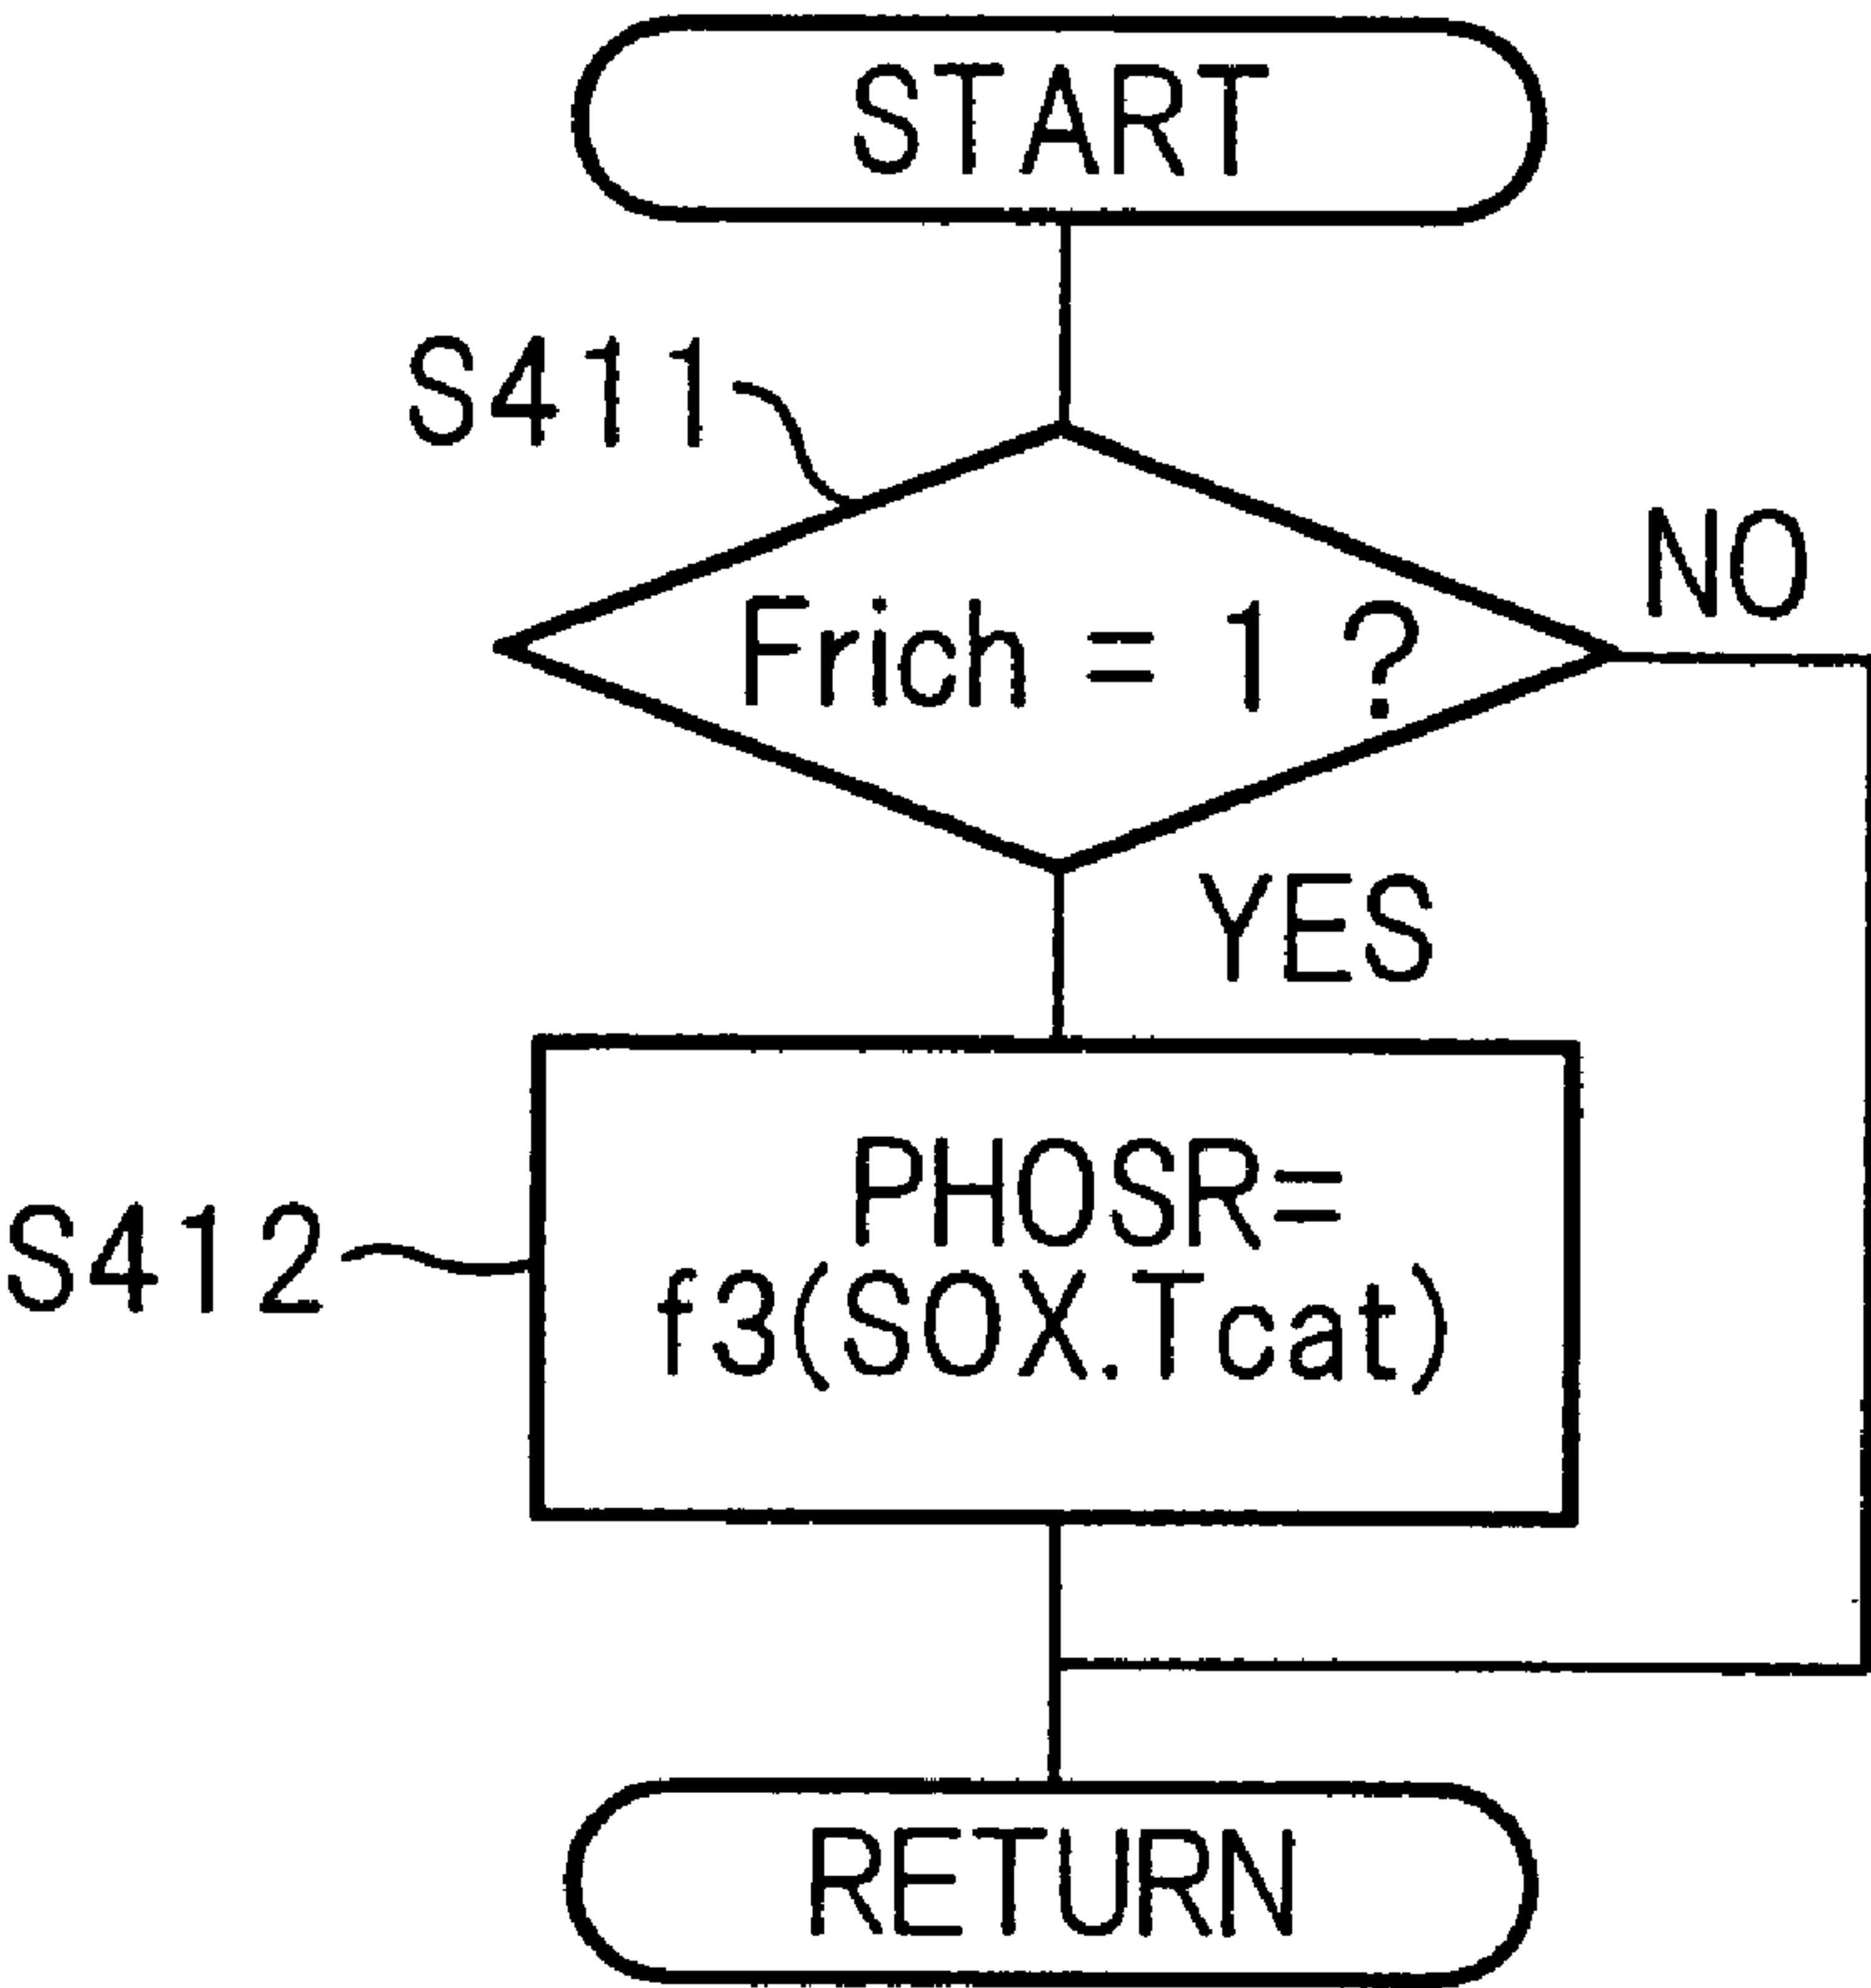 START
S411
Frich = 1 ?
NO
YES
PHOSR=
S412
f3(SOX.Tcat)
RETURN